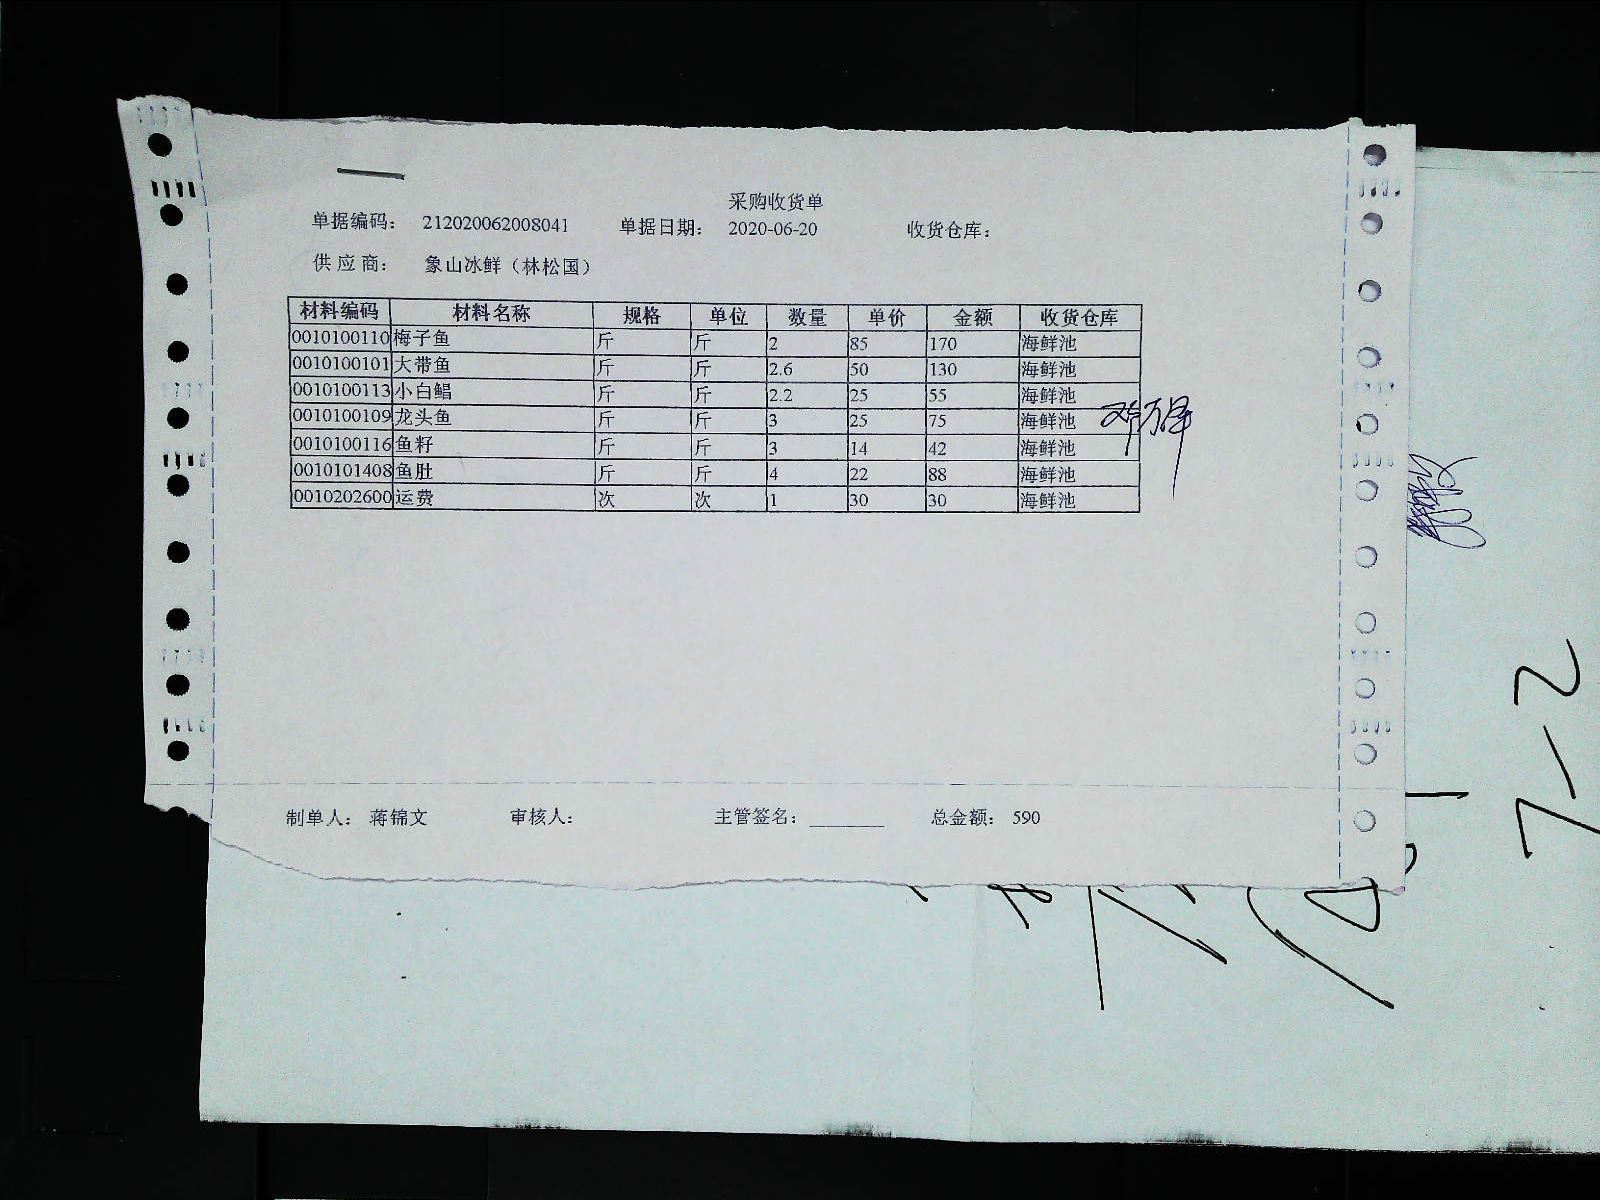 采购收货单
单据编码： 212020062008041 单据日期： 2020-06-20 收货仓库：
供 应 商： 象山冰鲜（林松国）
材料编码 材料名称 规格 单位 数量 单价 金额 收货仓库
0010100110 梅子鱼 斤 斤 2 85 170 海鲜池
0010100101 大带鱼 斤 斤 2.6 50 130 海鲜池
0010100113 小白鲳 斤 斤 2.2 25 55 海鲜池
0010100109 龙头鱼 斤 斤 3 25 75 海鲜池
0010100116 鱼籽 斤 斤 3 14 42 海鲜池
0010101408 鱼肚 斤 斤 4 22 88 海鲜池
0010202600 运费 次 次 1 30 30 海鲜池
制单人： 蒋锦文 审核人： 主管签名： 总金额： 590
7-2